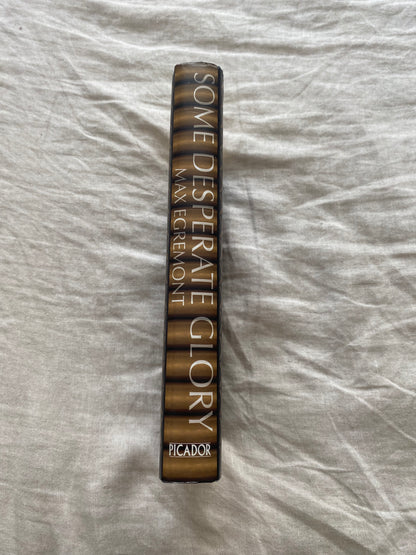 SOME DESPERATE GLORY
MAX EGREMONT
PICADOR